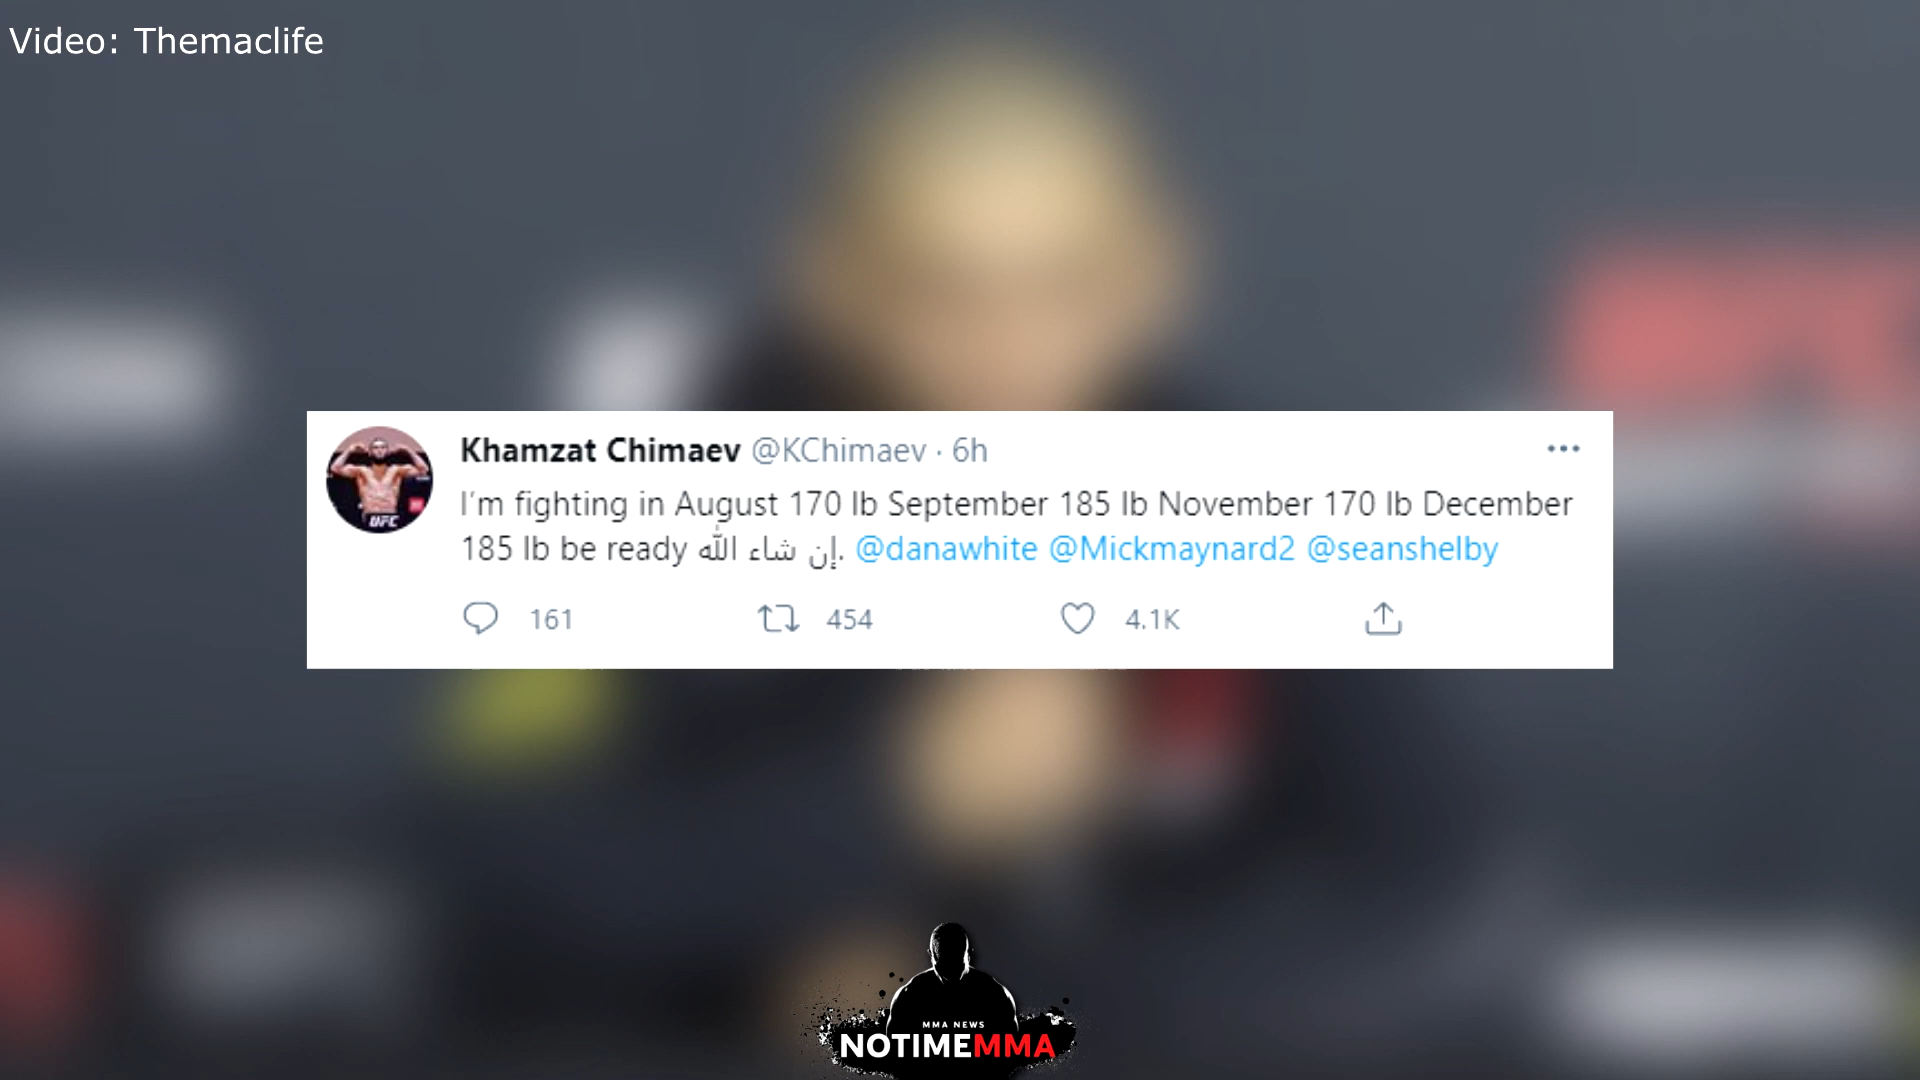 Video: Themaclife
Khamzat Chimaev @KChimaev · 6h
I'm fighting in August 170 lb September 185 lb November 170 lb December
185 lb be ready إن شاء الله. @danawhite @Mickmaynard2 @seanshelby
161 454 4.1K
UFC
MMA NEWS
NOTIMEMMA